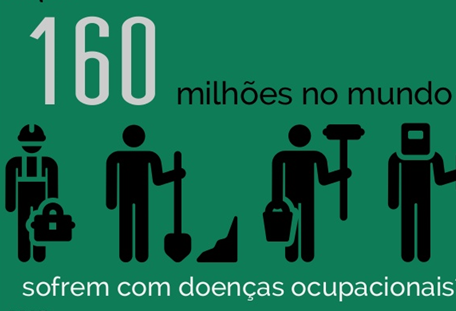 160
milhões no mundo
sofrem com doenças ocupacionais